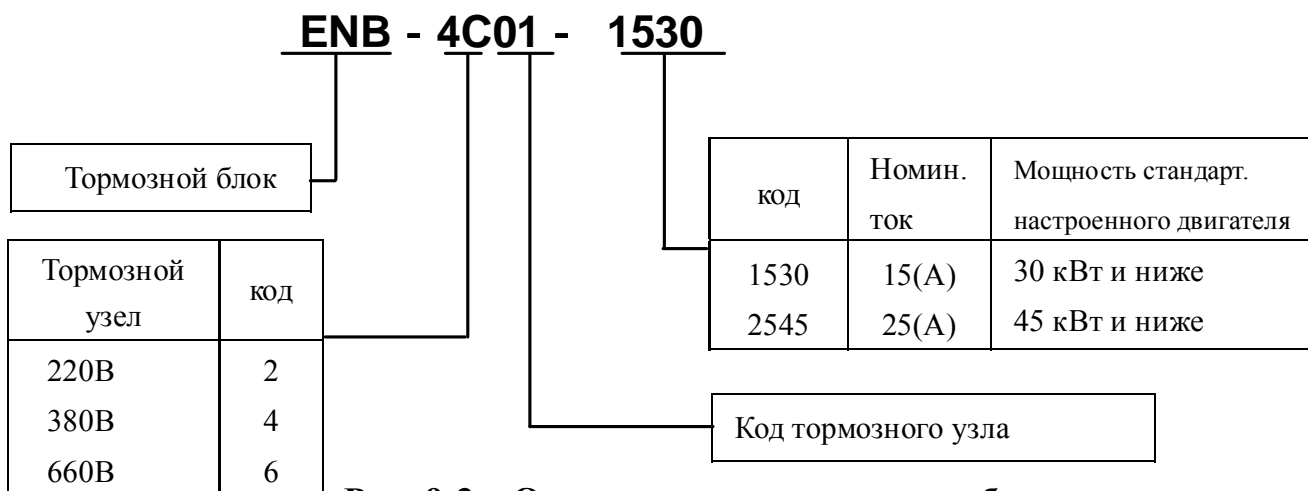 ENB - 4C01 - 1530
Тормозной блок
код
Номин.
ток
Мощность стандарт.
настроенного двигателя
1530 15(А) 30 кВт и ниже
2545 25(А) 45 кВт и ниже
Тормозной
узел
код
220В 2
380В 4
660В 6
Код тормозного узла